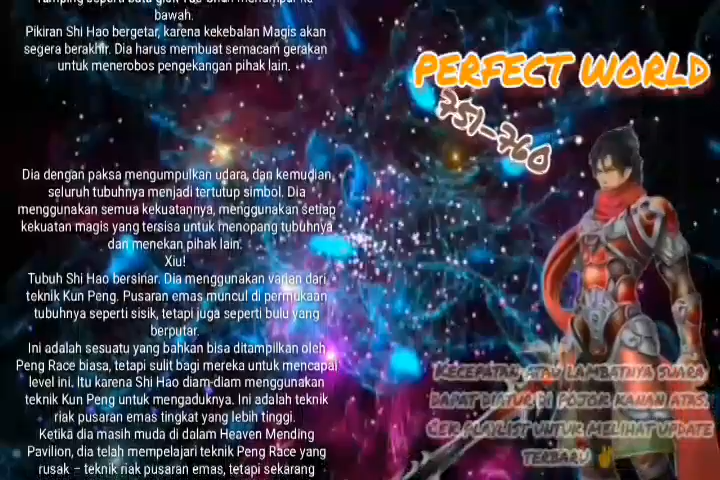 bawah.
Pikiran Shi Hao bergetar, karena kekebalan Magis akan
segera berakhir. Dia harus membuat semacam gerakan
untuk menerobos pengekangan pihak lain.
Dia dengan paksa mengumpulkan udara, dan kemudian
seluruh tubuhnya menjadi tertutup simbol. Dia
menggunakan semua kekuatannya, menggunakan setiap
kekuatan magis yang tersisa untuk menopang tubuhnya
dan menekan pihak lain.
Xiu!
Tubuh Shi Hao bersinar. Dia menggunakan varian dari
teknik Kun Peng. Pusaran emas muncul di permukaan
tubuhnya seperti sisik, tetapi juga seperti bulu yang
berputar.
Ini adalah sesuatu yang bahkan bisa ditampilkan oleh
Peng Race biasa, tetapi sulit bagi mereka untuk mencapai
level ini. Itu karena Shi Hao diam-diam menggunakan
teknik Kun Peng untuk mengaduknya. Ini adalah teknik
riak pusaran emas tingkat yang lebih tinggi.
Ketika dia masih muda di dalam Heaven Mending
Pavilion, dia telah mempelajari teknik Peng Race yang
rusak – teknik riak pusaran emas, tetapi sekarang
PERFECT WORLD
751-760
Kecepatan atau lambatnya suara
dapat diatur di pojok kanan atas.
Cek playlist untuk melihat update
terbaru